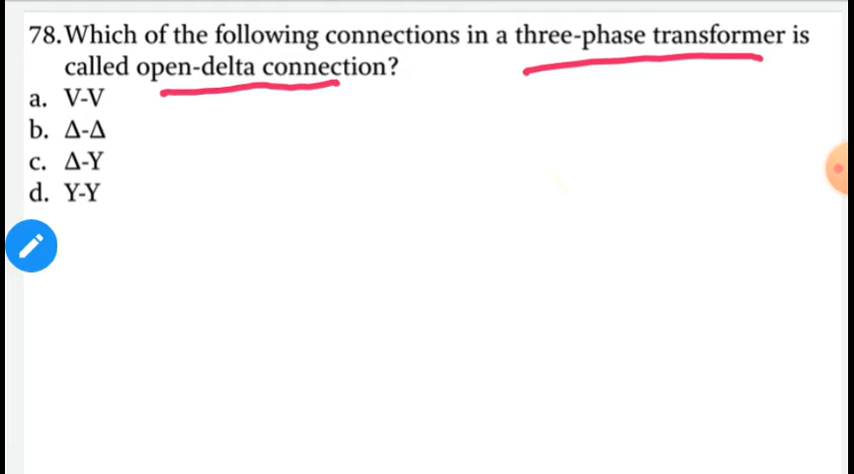 78. Which of the following connections in a three-phase transformer is
called open-delta connection?
a. V-V
b. Δ-Δ
c. Δ-Y
d. Y-Y